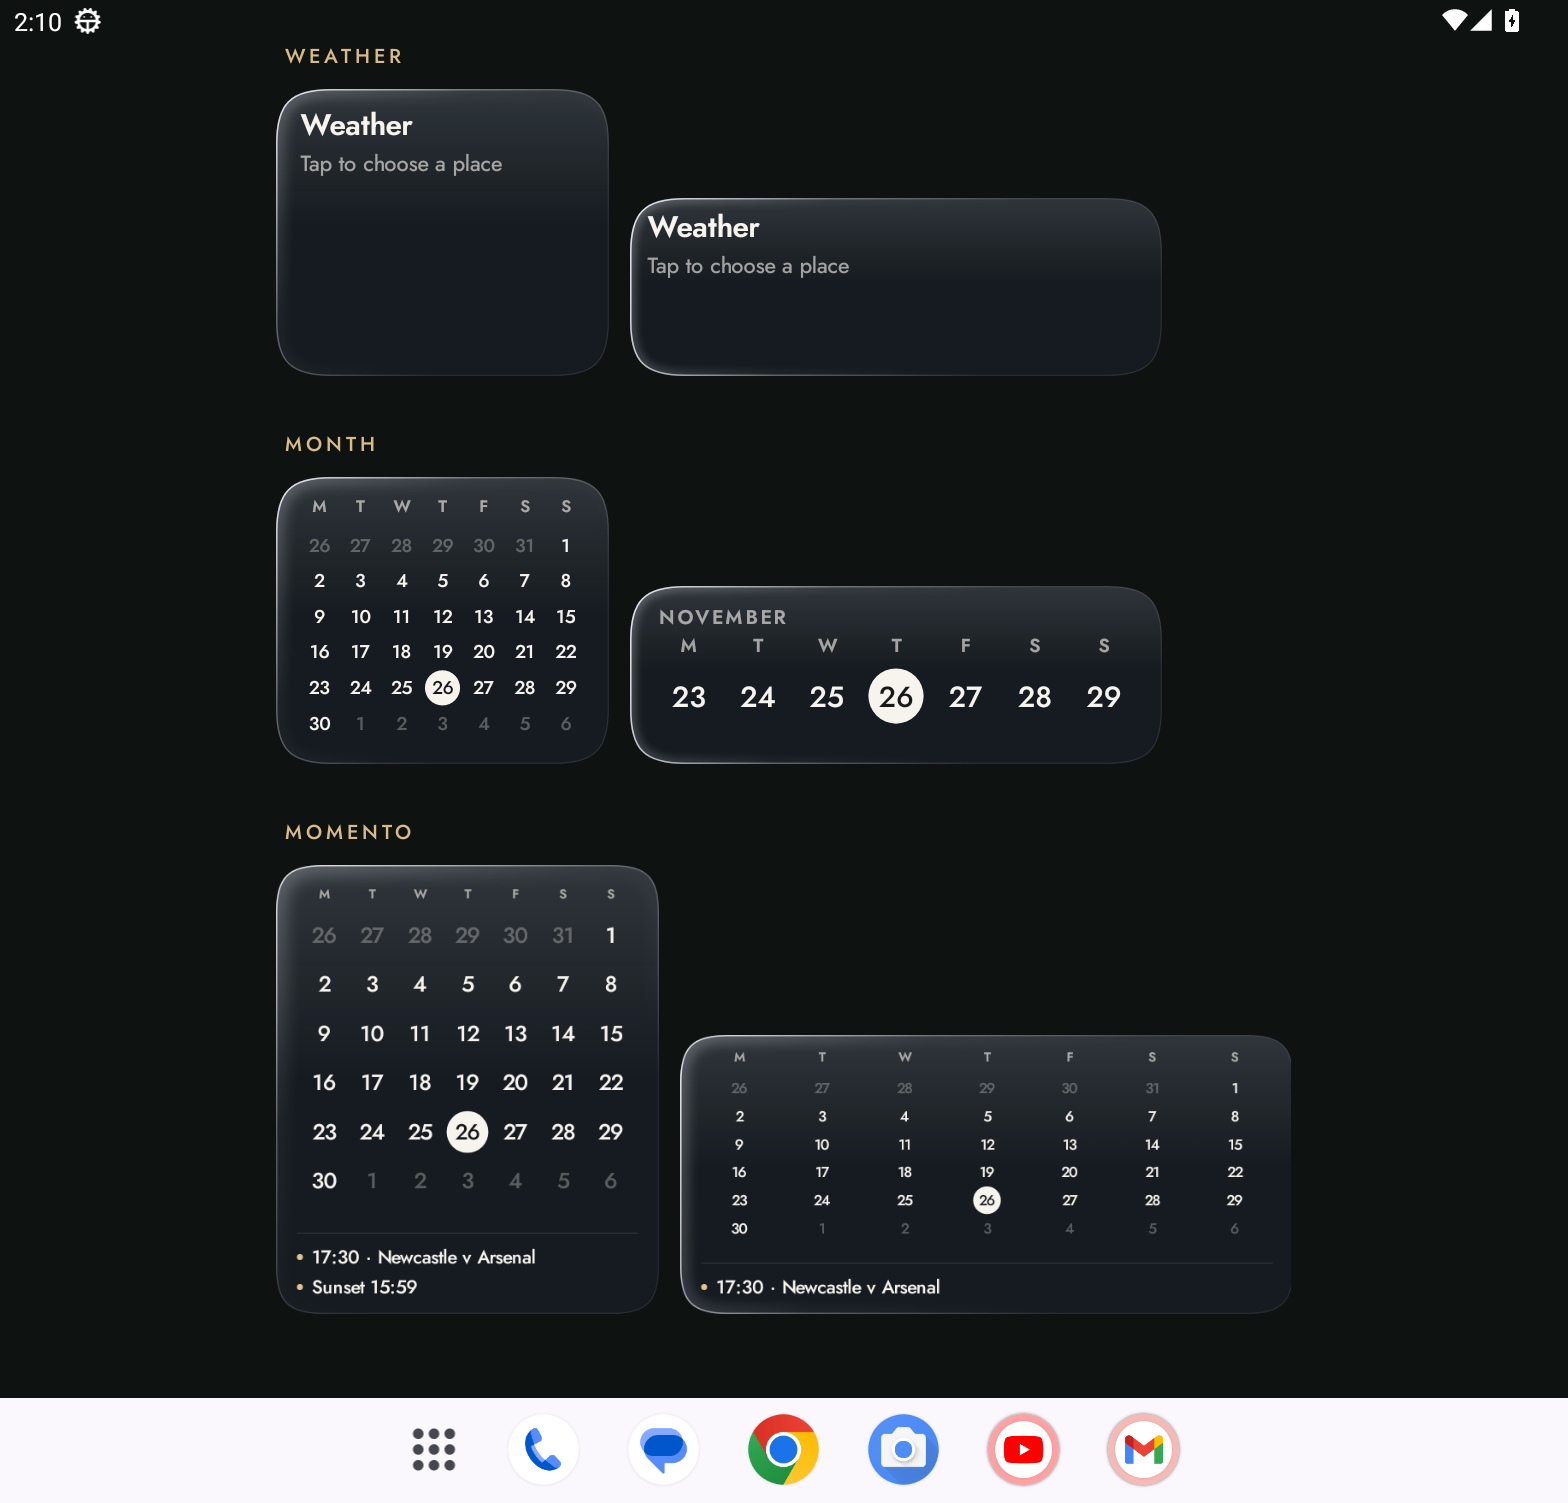 2:10
WEATHER
Weather
Tap to choose a place
Weather
Tap to choose a place
MONTH
M T W T F S S
26 27 28 29 30 31 1
2 3 4 5 6 7 8
9 10 11 12 13 14 15
16 17 18 19 20 21 22
23 24 25 26 27 28 29
30 1 2 3 4 5 6
NOVEMBER
M T W T F S S
23 24 25 26 27 28 29
MOMENTO
M T W T F S S
26 27 28 29 30 31 1
2 3 4 5 6 7 8
9 10 11 12 13 14 15
16 17 18 19 20 21 22
23 24 25 26 27 28 29
30 1 2 3 4 5 6
• 17:30 · Newcastle v Arsenal
• Sunset 15:59
M T W T F S S
26 27 28 29 30 31 1
2 3 4 5 6 7 8
9 10 11 12 13 14 15
16 17 18 19 20 21 22
23 24 25 26 27 28 29
30 1 2 3 4 5 6
• 17:30 · Newcastle v Arsenal